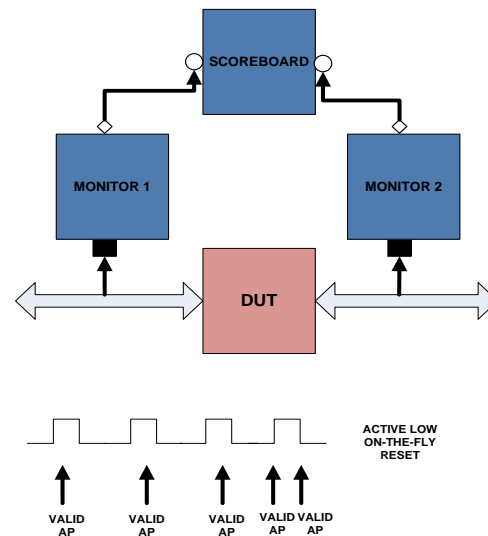 SCOREBOARD
MONITOR 1
MONITOR 2
DUT
ACTIVE LOW
ON-THE-FLY
RESET
VALID
AP
VALID
AP
VALID
AP
VALID
AP
VALID
AP